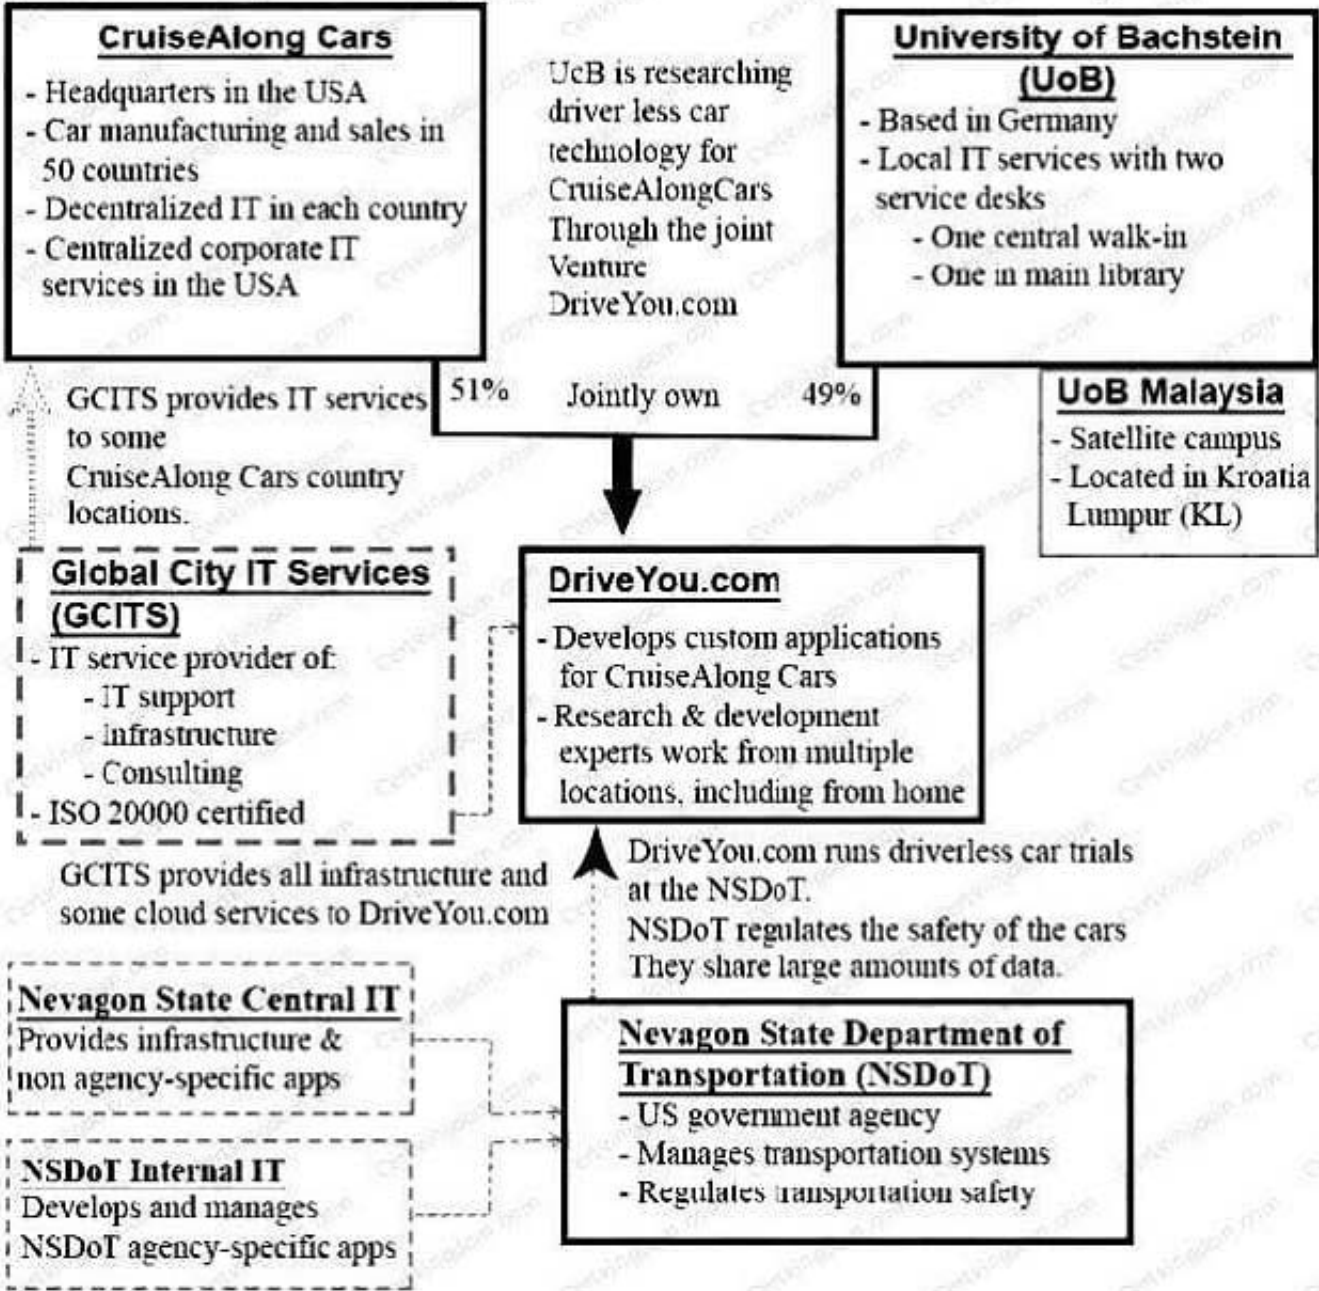 CruiseAlong Cars
- Headquarters in the USA
- Car manufacturing and sales in
50 countries
- Decentralized IT in each country
- Centralized corporate IT
services in the USA
UcB is researching
driver less car
technology for
CruiseAlongCars
Through the joint
Venture
DriveYou.com
University of Bachstein
(UoB)
- Based in Germany
- Local IT services with two
service desks
- One central walk-in
- One in main library
51% Jointly own 49%
UoB Malaysia
- Satellite campus
- Located in Kroatia
Lumpur (KL)
GCITS provides IT services
to some
CruiseAlong Cars country
locations.
Global City IT Services
(GCITS)
- IT service provider of:
- IT support
- Infrastructure
- Consulting
- ISO 20000 certified
DriveYou.com
- Develops custom applications
for CruiseAlong Cars
- Research & development
experts work from multiple
locations, including from home
GCITS provides all infrastructure and
some cloud services to DriveYou.com
DriveYou.com runs driverless car trials
at the NSDoT.
NSDoT regulates the safety of the cars
They share large amounts of data.
Nevagon State Central IT
Provides infrastructure &
non agency-specific apps
NSDoT Internal IT
Develops and manages
NSDoT agency-specific apps
Nevagon State Department of
Transportation (NSDoT)
- US government agency
- Manages transportation systems
- Regulates transportation safety